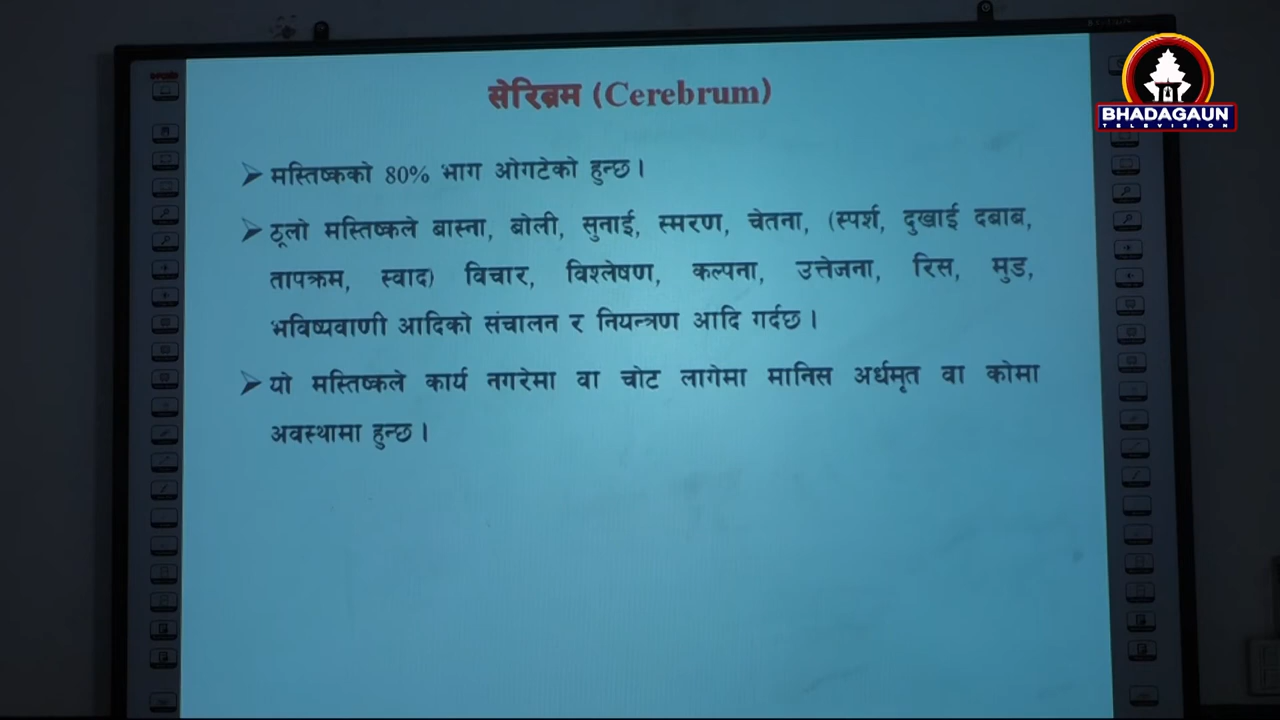 सेरिब्रम (Cerebrum)
BHADAGAUN
TELEVISION
➢ मस्तिष्कको 80% भाग ओगटेको हुन्छ ।
➢ ठूलो मस्तिष्कले बास्ना, बोली, सुनाई, स्मरण, चेतना, (स्पर्श, दुखाई दबाब,
तापक्रम, स्वाद) विचार, विश्लेषण, कल्पना, उत्तेजना, रिस, मुड,
भविष्यवाणी आदिको संचालन र नियन्त्रण आदि गर्दछ ।
➢ यो मस्तिष्कले कार्य नगरेमा वा चोट लागेमा मानिस अर्धमृत वा कोमा
अवस्थामा हुन्छ ।